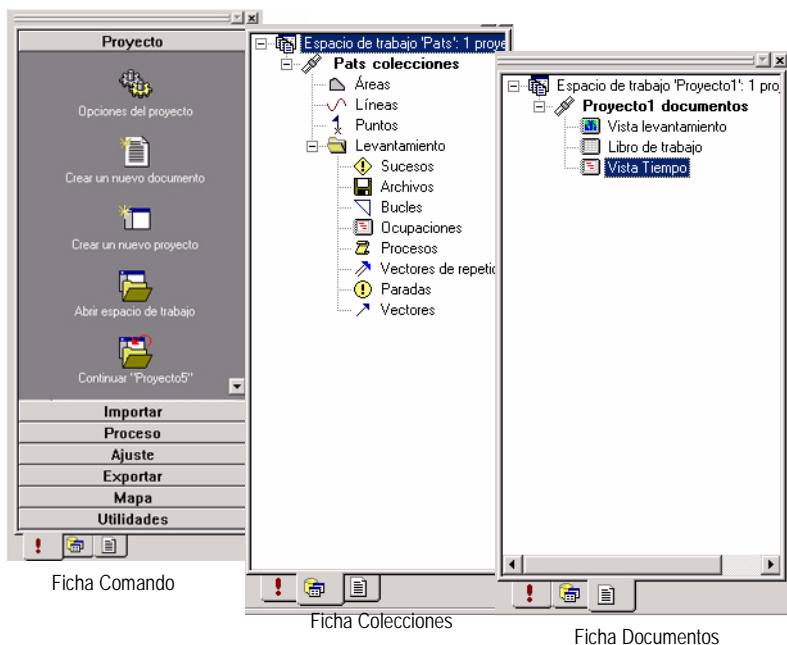 Proyecto
Opciones del proyecto
Crear un nuevo documento
Crear un nuevo proyecto
Abrir espacio de trabajo
Continuar "Proyecto5"
Importar
Proceso
Ajuste
Exportar
Mapa
Utilidades
Ficha Comando
Espacio de trabajo 'Pats': 1 proye
Pats colecciones
Áreas
Líneas
Puntos
Levantamiento
Sucesos
Archivos
Bucles
Ocupaciones
Procesos
Vectores de repetic
Paradas
Vectores
Ficha Colecciones
Espacio de trabajo 'Proyecto1': 1 pro
Proyecto1 documentos
Vista levantamiento
Libro de trabajo
Vista Tiempo
Ficha Documentos